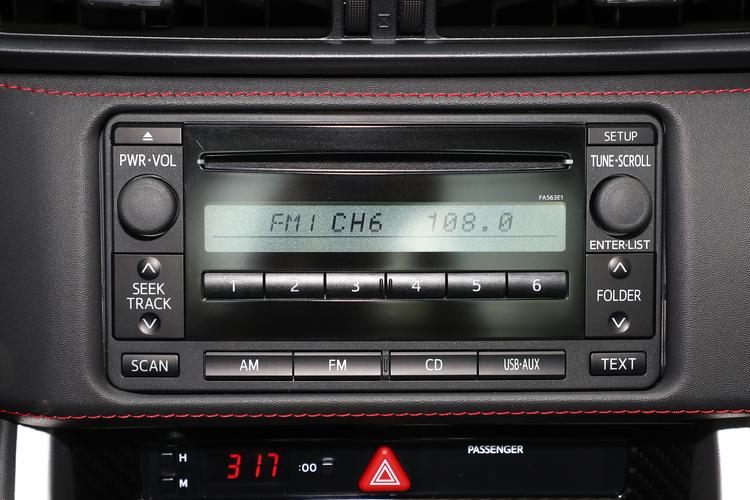 SETUP
PWR·VOL
TUNE·SCROLL
FA563E1
FM1 CH6 108.0
ENTER·LIST
SEEK
TRACK
1 2 3 4 5 6
FOLDER
SCAN
AM FM CD USB·AUX
TEXT
PASSENGER
H
317 :00
M